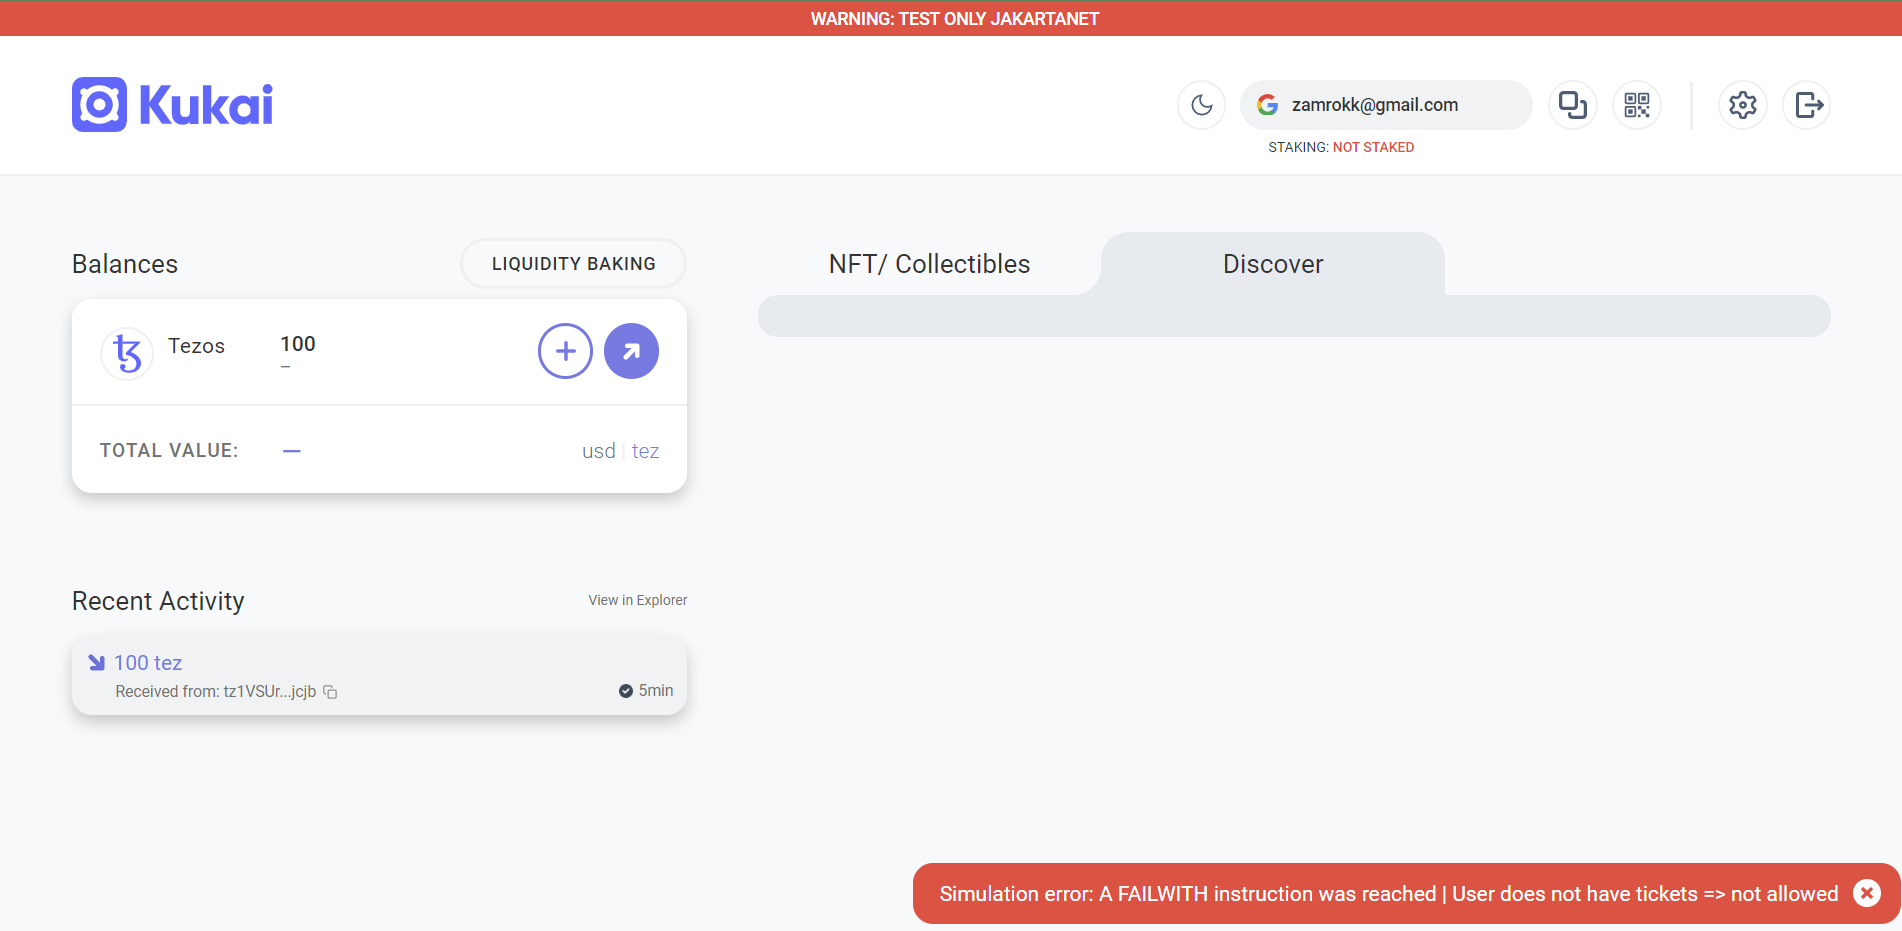 WARNING: TEST ONLY JAKARTANET
Kukai
zamrokk@gmail.com
STAKING: NOT STAKED
Balances
LIQUIDITY BAKING
Tezos 100
–
TOTAL VALUE: –
usd | tez
NFT/ Collectibles
Discover
Recent Activity
View in Explorer
100 tez
Received from: tz1VSUr...jcjb
5min
Simulation error: A FAILWITH instruction was reached | User does not have tickets => not allowed